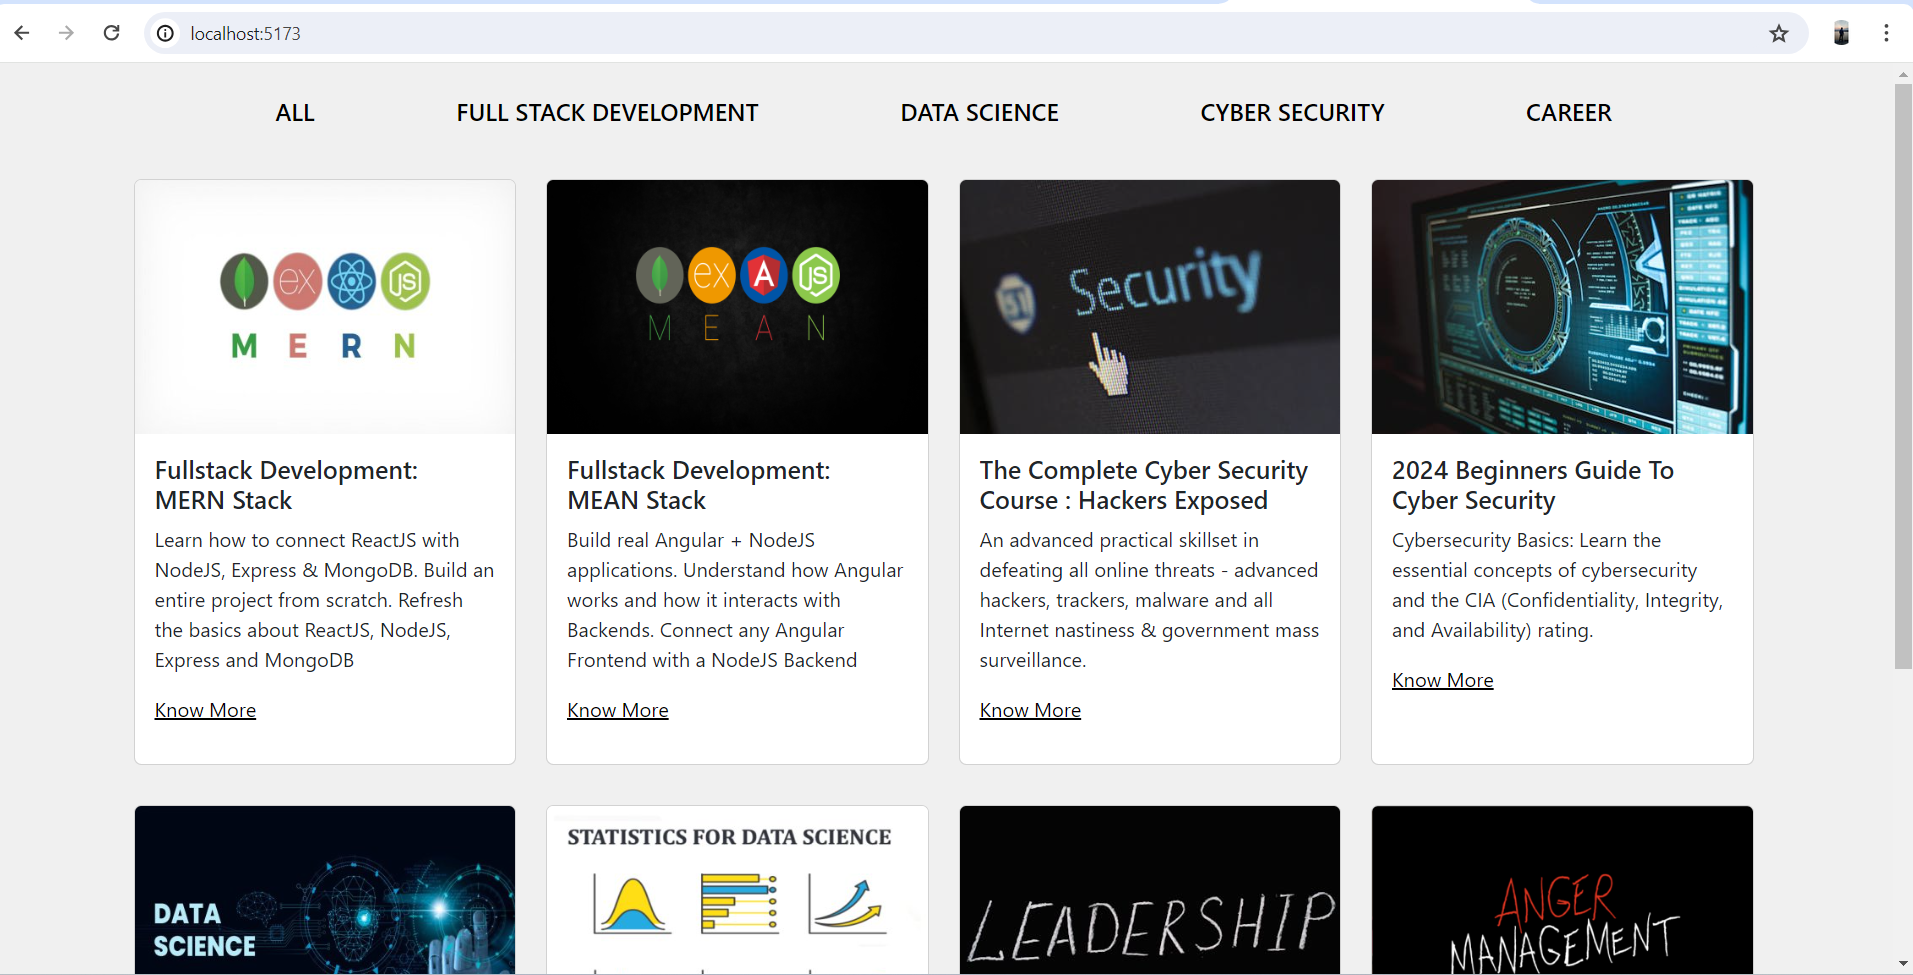 localhost:5173
ALL FULL STACK DEVELOPMENT DATA SCIENCE CYBER SECURITY CAREER
ex JS
M E R N
ex A JS
M E A N
Security
Fullstack Development:
MERN Stack
Learn how to connect ReactJS with
NodeJS, Express & MongoDB. Build an
entire project from scratch. Refresh
the basics about ReactJS, NodeJS,
Express and MongoDB
Know More
Fullstack Development:
MEAN Stack
Build real Angular + NodeJS
applications. Understand how Angular
works and how it interacts with
Backends. Connect any Angular
Frontend with a NodeJS Backend
Know More
The Complete Cyber Security
Course : Hackers Exposed
An advanced practical skillset in
defeating all online threats - advanced
hackers, trackers, malware and all
Internet nastiness & government mass
surveillance.
Know More
2024 Beginners Guide To
Cyber Security
Cybersecurity Basics: Learn the
essential concepts of cybersecurity
and the CIA (Confidentiality, Integrity,
and Availability) rating.
Know More
DATA
SCIENCE
STATISTICS FOR DATA SCIENCE
LEADERSHIP
ANGER
MANAGEMENT